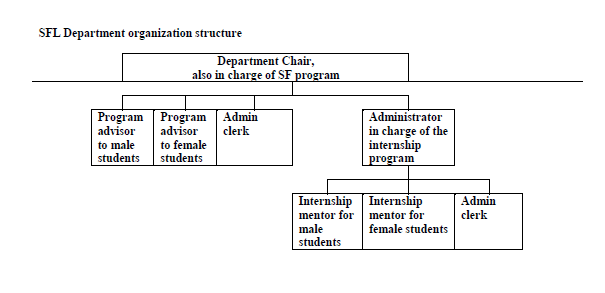 SFL Department organization structure
Department Chair,
also in charge of SF program
Program
advisor
to male
students
Program
advisor
to female
students
Admin
clerk
Administrator
in charge of the
internship
program
Internship
mentor for
male
students
Internship
mentor for
female students
Admin
clerk